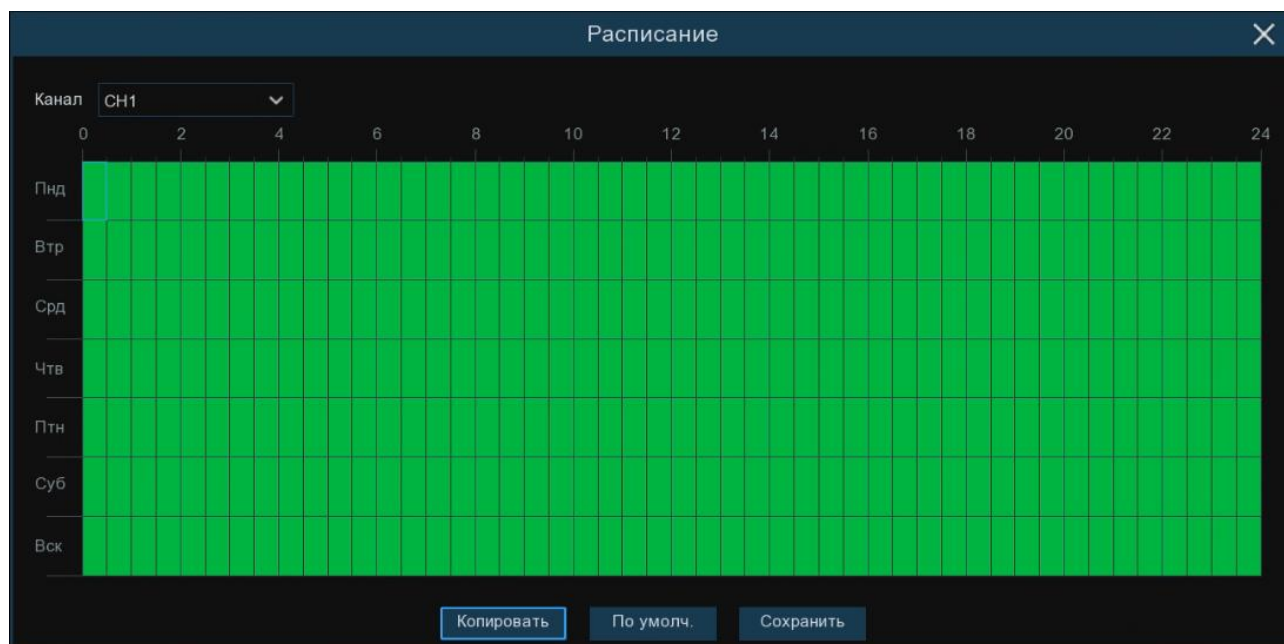 Расписание
Канал CH1
0 2 4 6 8 10 12 14 16 18 20 22 24
Пнд
Втр
Срд
Чтв
Птн
Суб
Вск
Копировать По умолч. Сохранить